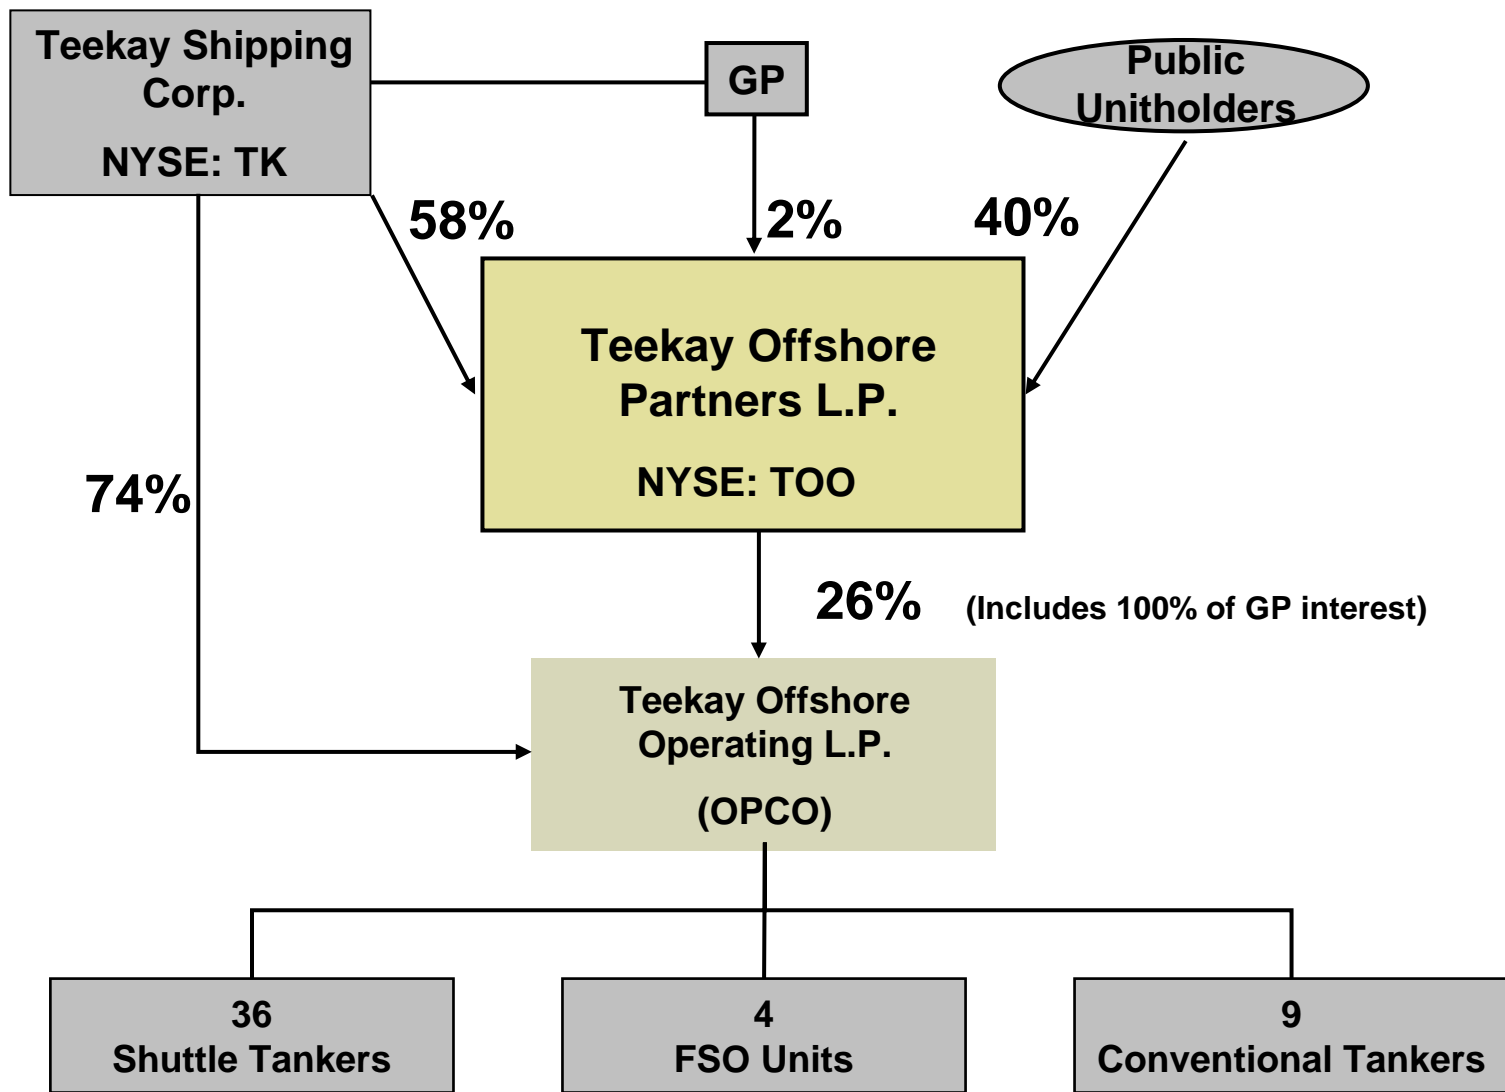 Teekay Shipping
Corp.
NYSE: TK
GP
Public
Unitholders
58%
2%
40%
Teekay Offshore
Partners L.P.
NYSE: TOO
74%
26%
(Includes 100% of GP interest)
Teekay Offshore
Operating L.P.
(OPCO)
36
Shuttle Tankers
4
FSO Units
9
Conventional Tankers